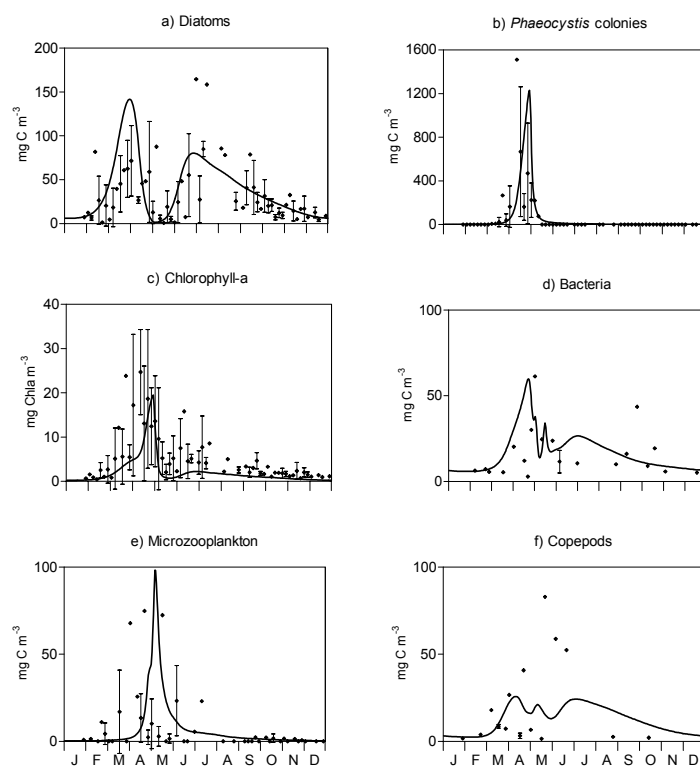 a) Diatoms
200
150
100
50
0
mg C m-3
b) Phaeocystis colonies
1600
1200
800
400
0
mg C m-3
c) Chlorophyll-a
40
30
20
10
0
mg Chla m-3
d) Bacteria
100
50
0
mg C m-3
e) Microzooplankton
100
50
0
mg C m-3
J F M A M J J A S O N D
f) Copepods
100
50
0
mg C m-3
J F M A M J J A S O N D